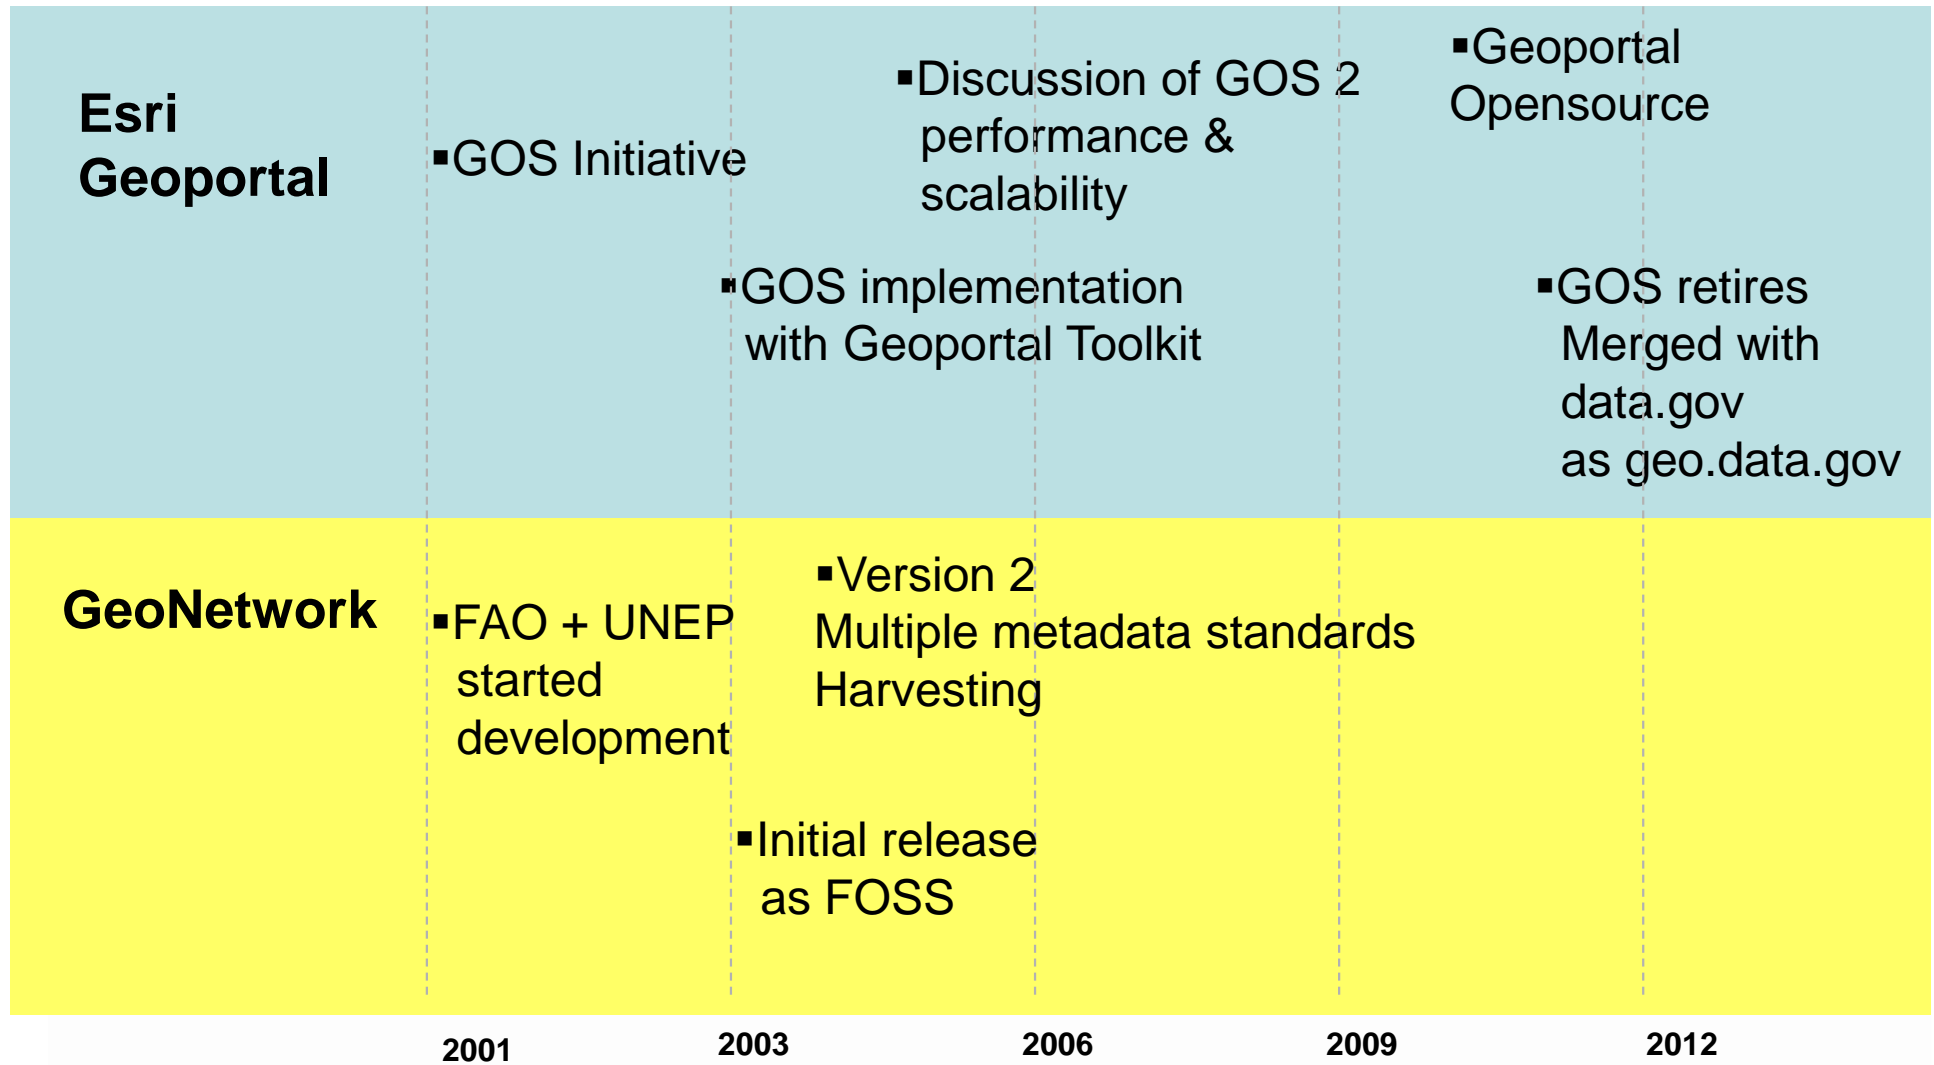 Esri
Geoportal
▪GOS Initiative
▪Discussion of GOS 2
performance &
scalability
▪Geoportal
Opensource
▪GOS implementation
with Geoportal Toolkit
▪GOS retires
Merged with
data.gov
as geo.data.gov
GeoNetwork
▪FAO + UNEP
started
development
▪Version 2
Multiple metadata standards
Harvesting
▪Initial release
as FOSS
2001
2003
2006
2009
2012